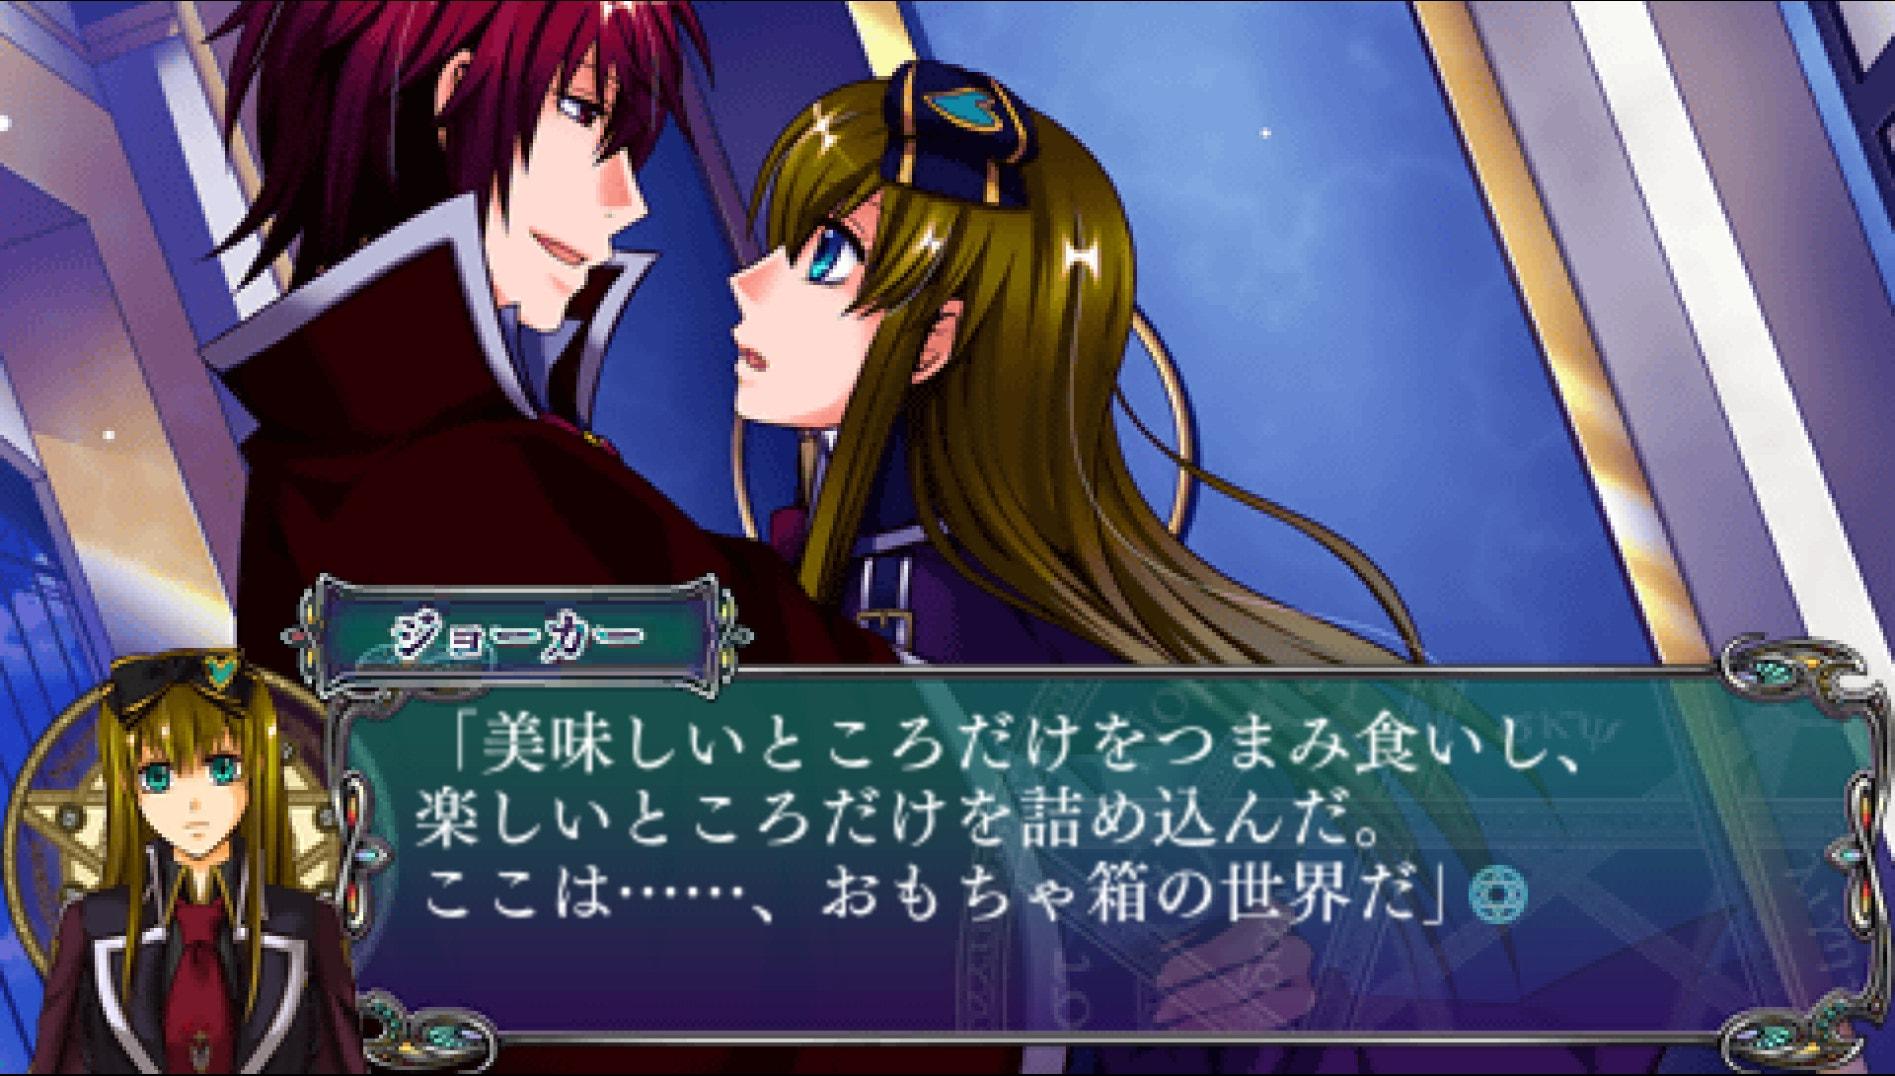 ジョーカー
「美味しいところだけをつまみ食いし、
楽しいところだけを詰め込んだ。
ここは……、おもちゃ箱の世界だ」